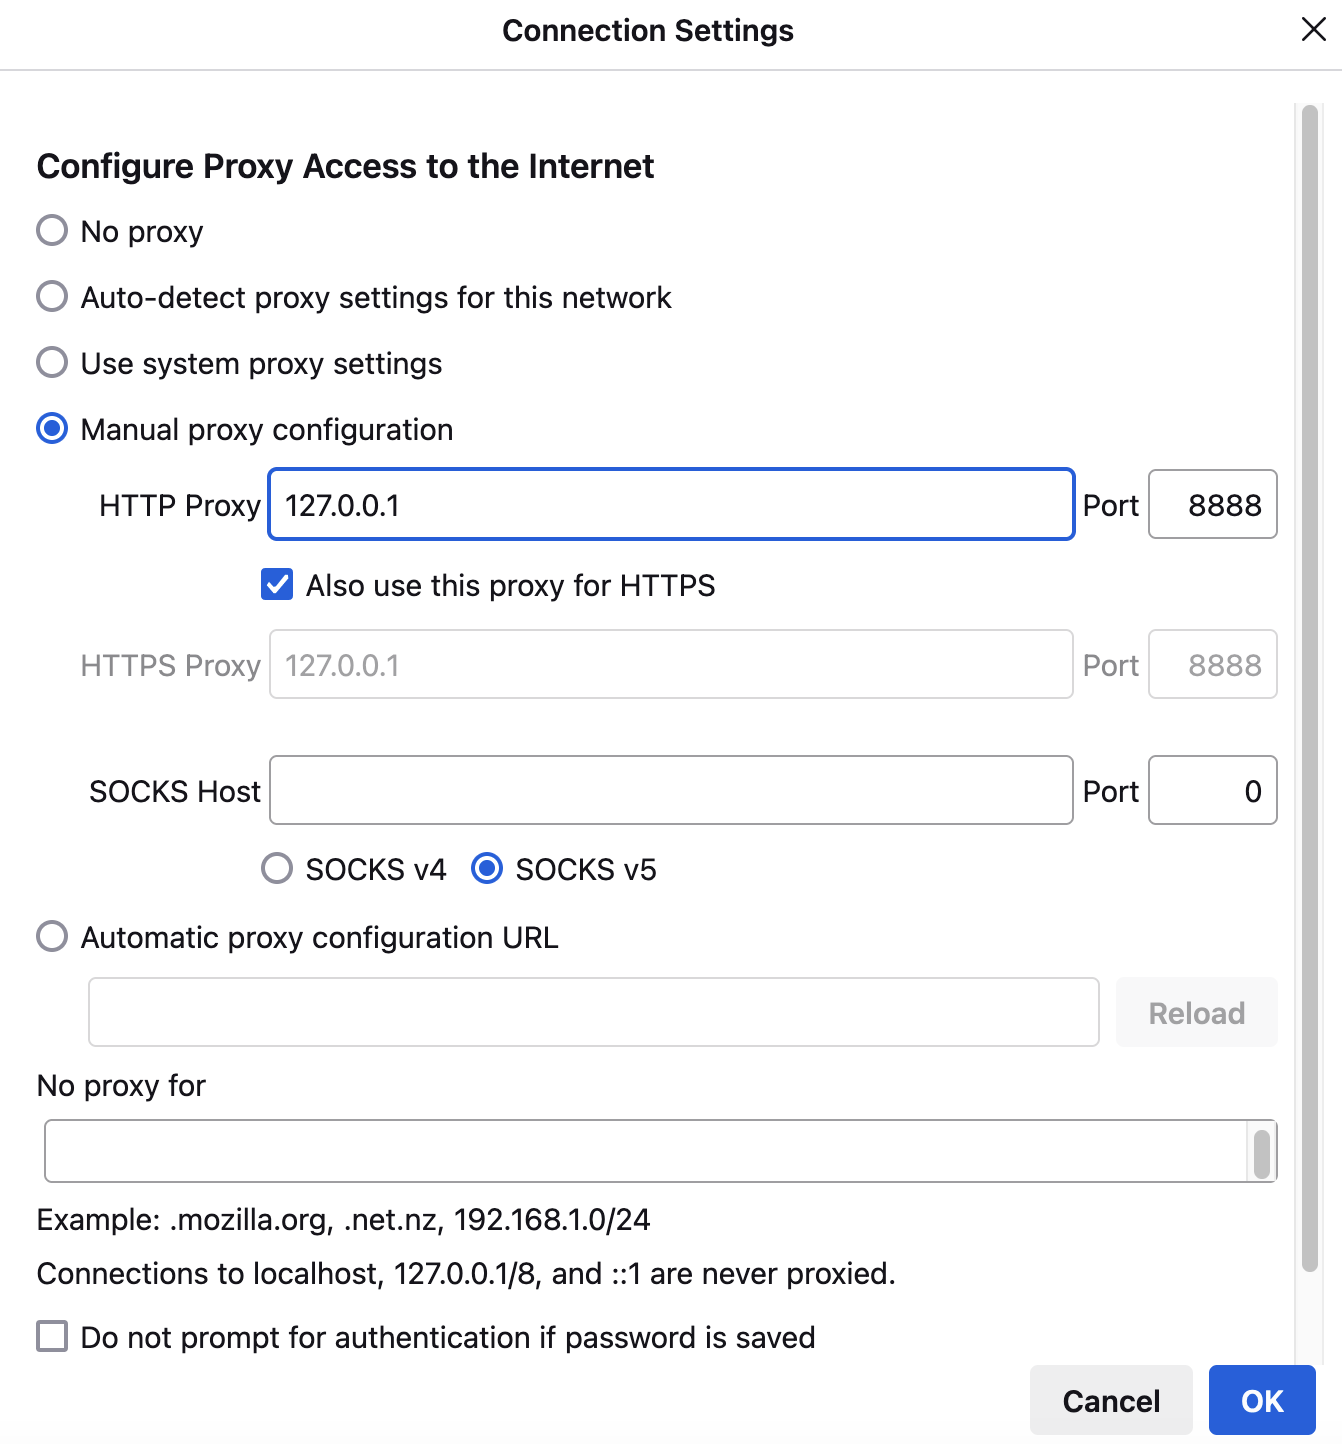 Connection Settings
Configure Proxy Access to the Internet
No proxy
Auto-detect proxy settings for this network
Use system proxy settings
Manual proxy configuration
HTTP Proxy 127.0.0.1 Port 8888
Also use this proxy for HTTPS
HTTPS Proxy 127.0.0.1 Port 8888
SOCKS Host Port 0
SOCKS v4 SOCKS v5
Automatic proxy configuration URL
Reload
No proxy for
Example: .mozilla.org, .net.nz, 192.168.1.0/24
Connections to localhost, 127.0.0.1/8, and ::1 are never proxied.
Do not prompt for authentication if password is saved
Cancel OK